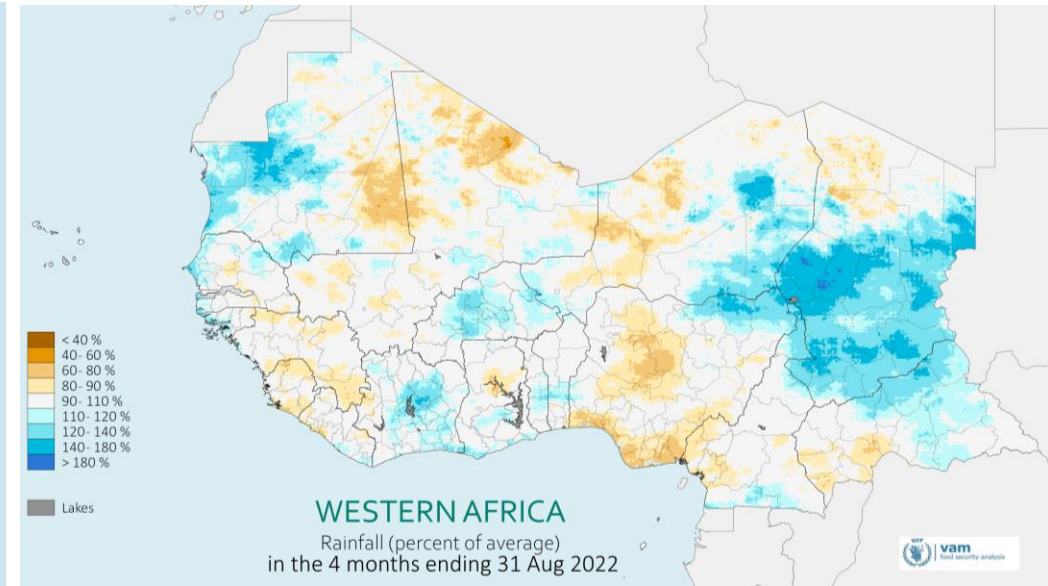 < 40 %
40- 60 %
60- 80 %
80- 90 %
90- 110 %
110- 120 %
120- 140 %
140- 180 %
> 180 %
Lakes
WESTERN AFRICA
Rainfall (percent of average)
in the 4 months ending 31 Aug 2022
WFP
vam
food security analysis